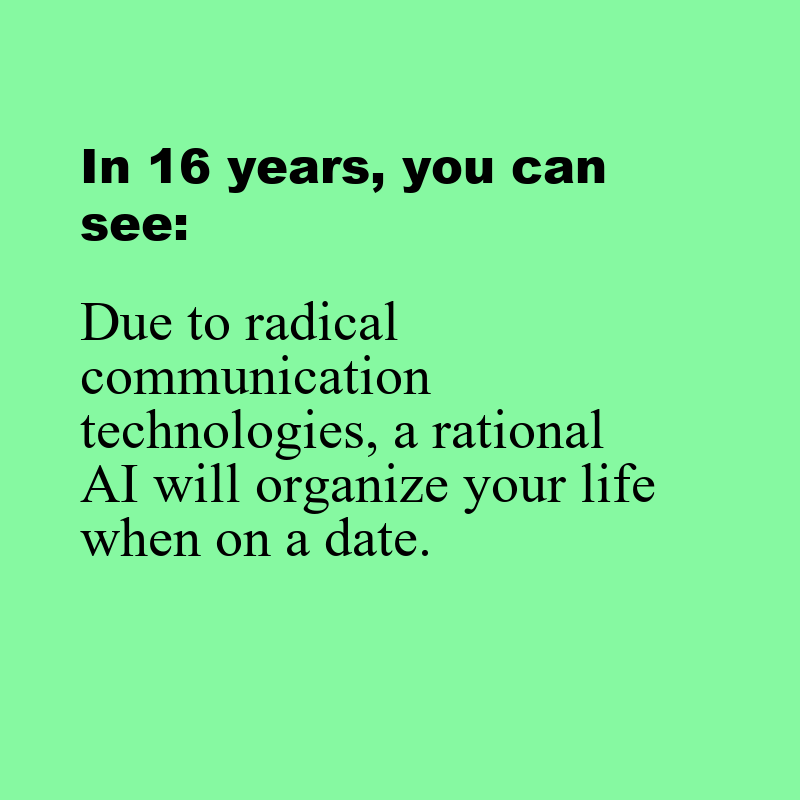 In 16 years, you can
see:
Due to radical
communication
technologies, a rational
AI will organize your life
when on a date.